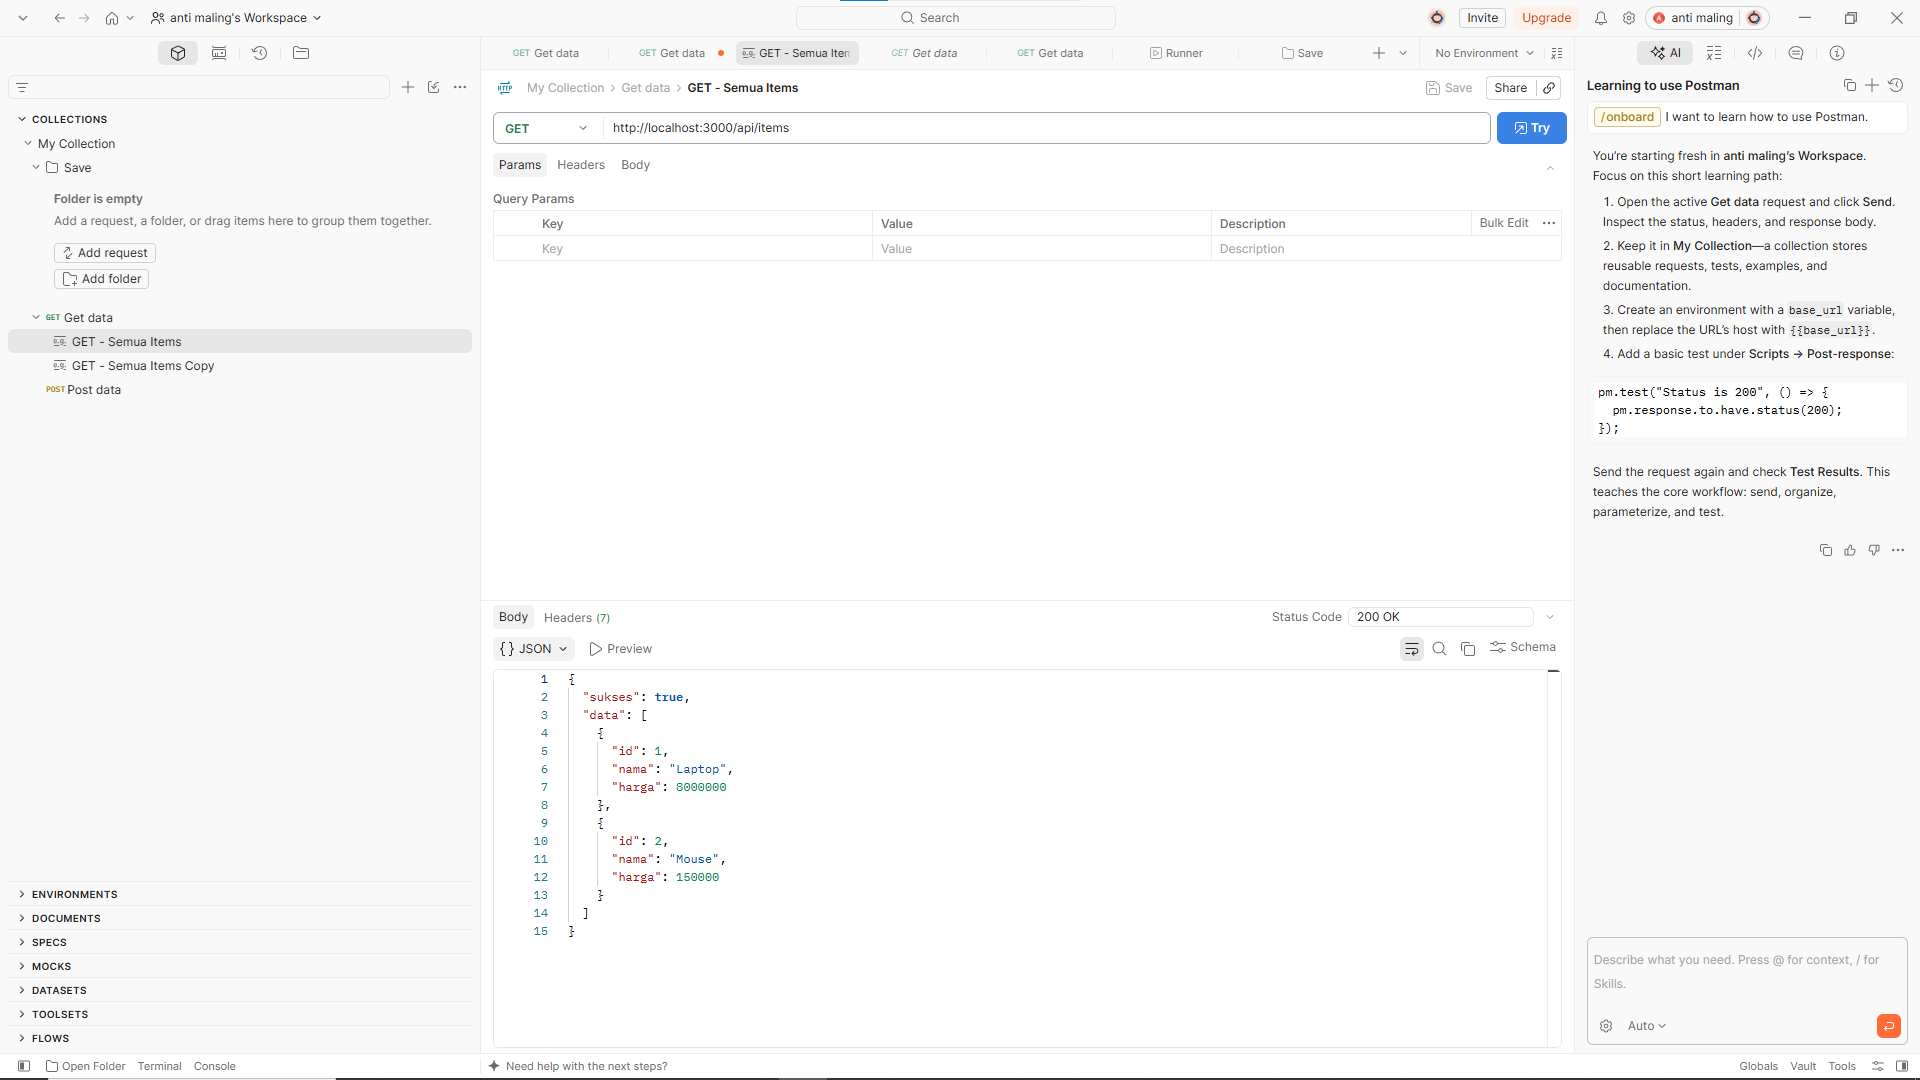 anti maling's Workspace
Search
Invite
Upgrade
anti maling
GET Get data
GET Get data
GET - Semua Iten
GET Get data
GET Get data
Runner
Save
No Environment
AI
COLLECTIONS
My Collection
Save
Folder is empty
Add a request, a folder, or drag items here to group them together.
Add request
Add folder
GET Get data
GET - Semua Items
GET - Semua Items Copy
POST Post data
ENVIRONMENTS
DOCUMENTS
SPECS
MOCKS
DATASETS
TOOLSETS
FLOWS
HTTP My Collection > Get data > GET - Semua Items
Save
Share
GET http://localhost:3000/api/items
Try
Params Headers Body
Query Params
Key Value Description Bulk Edit
Key Value Description
Body Headers (7)
Status Code 200 OK
{} JSON Preview
Schema
1 {
2 "sukses": true,
3 "data": [
4 {
5 "id": 1,
6 "nama": "Laptop",
7 "harga": 8000000
8 },
9 {
10 "id": 2,
11 "nama": "Mouse",
12 "harga": 150000
13 }
14 ]
15 }
Learning to use Postman
/onboard I want to learn how to use Postman.
You’re starting fresh in anti maling’s Workspace.
Focus on this short learning path:
1. Open the active Get data request and click Send.
Inspect the status, headers, and response body.
2. Keep it in My Collection—a collection stores
reusable requests, tests, examples, and
documentation.
3. Create an environment with a base_url variable,
then replace the URL’s host with {{base_url}}.
4. Add a basic test under Scripts → Post-response:
pm.test("Status is 200", () => {
pm.response.to.have.status(200);
});
Send the request again and check Test Results. This
teaches the core workflow: send, organize,
parameterize, and test.
Describe what you need. Press @ for context, / for
Skills.
Auto
Open Folder Terminal Console
Need help with the next steps?
Globals Vault Tools